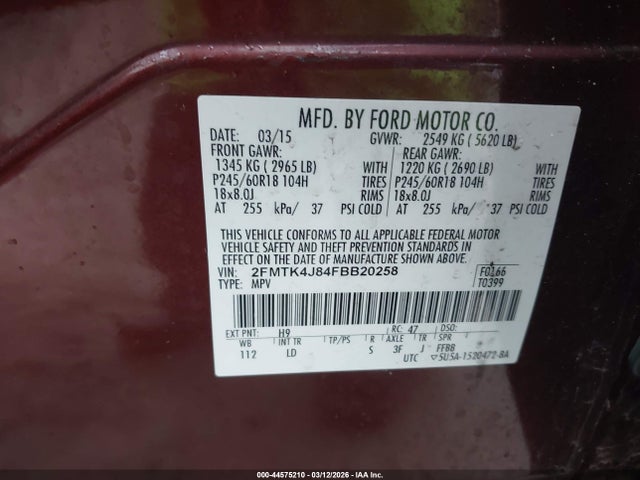 MFD. BY FORD MOTOR CO.
DATE: 03/15 GVWR: 2549 KG ( 5620 LB)
FRONT GAWR: REAR GAWR:
1345 KG ( 2965 LB) WITH 1220 KG ( 2690 LB) WITH
P245/60R18 104H TIRES P245/60R18 104H TIRES
18x8.0J RIMS 18x8.0J RIMS
AT 255 kPa/ 37 PSI COLD AT 255 kPa/ 37 PSI COLD
THIS VEHICLE CONFORMS TO ALL APPLICABLE FEDERAL MOTOR
VEHICLE SAFETY AND THEFT PREVENTION STANDARDS IN
EFFECT ON THE DATE OF MANUFACTURE SHOWN ABOVE.
VIN: 2FMTK4J84FBB20258 F0166
TYPE: MPV T0399
EXT PNT: H9 RC: 47 DSO:
WB INT TR TP/PS R AXLE TR SPR
112 LD S 3F J FFBB
UTC 5U5A-1520472-BA
000-44575210 - 03/12/2026 - IAA Inc.